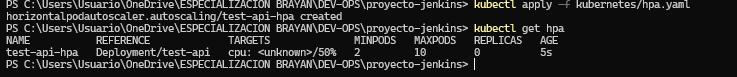 PS C:\Users\Usuario\OneDrive\ESPECIALIZACION BRAYAN\DEV-OPS\proyecto-jenkins> kubectl apply -f kubernetes/hpa.yaml
horizontalpodautoscaler.autoscaling/test-api-hpa created
PS C:\Users\Usuario\OneDrive\ESPECIALIZACION BRAYAN\DEV-OPS\proyecto-jenkins> kubectl get hpa
NAME REFERENCE TARGETS MINPODS MAXPODS REPLICAS AGE
test-api-hpa Deployment/test-api cpu: <unknown>/50% 2 10 0 5s
PS C:\Users\Usuario\OneDrive\ESPECIALIZACION BRAYAN\DEV-OPS\proyecto-jenkins>